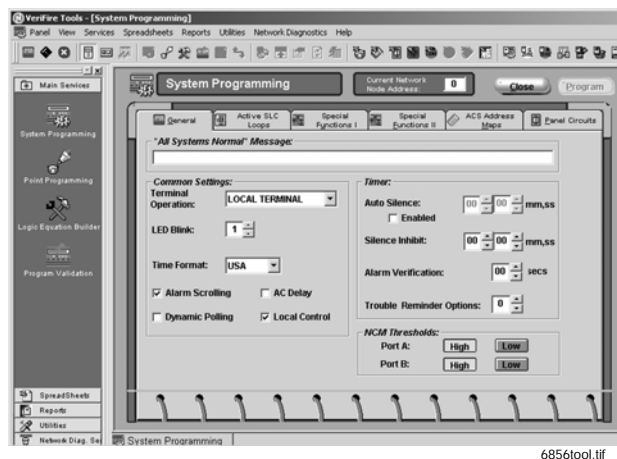 VeriFire Tools - [System Programming]
Panel View Services Spreadsheets Reports Utilities Network Diagnostics Help
Main Services
System Programming
Point Programming
Logic Equation Builder
Program Validation
SpreadSheets
Reports
Utilities
Network Diag. Ser
System Programming
Current Network
Node Address:
0
Close
Program
General
Active SLC
Loops
Special
Functions I
Special
Functions II
ACS Address
Maps
Panel Circuits
"All Systems Normal" Message:
Common Settings:
Terminal
Operation:
LOCAL TERMINAL
LED Blink:
1
Time Format:
USA
Alarm Scrolling
AC Delay
Dynamic Polling
Local Control
Timer:
Auto Silence:
00
00
mm,ss
Enabled
Silence Inhibit:
00
00
mm,ss
Alarm Verification:
00
secs
Trouble Reminder Options:
0
NCM Thresholds:
Port A:
High
Low
Port B:
High
Low
System Programming
6856tool.tif